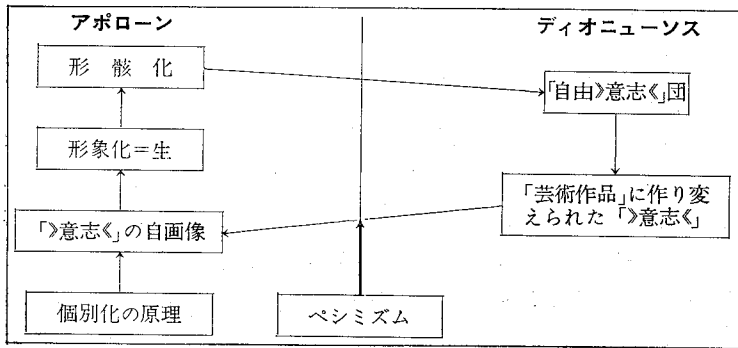 アポローン
ディオニューソス
形骸化
「自由》意志《」団
形象化＝生
「芸術作品」に作り変
えられた「》意志《」
「》意志《」の自画像
個別化の原理
ペシミズム